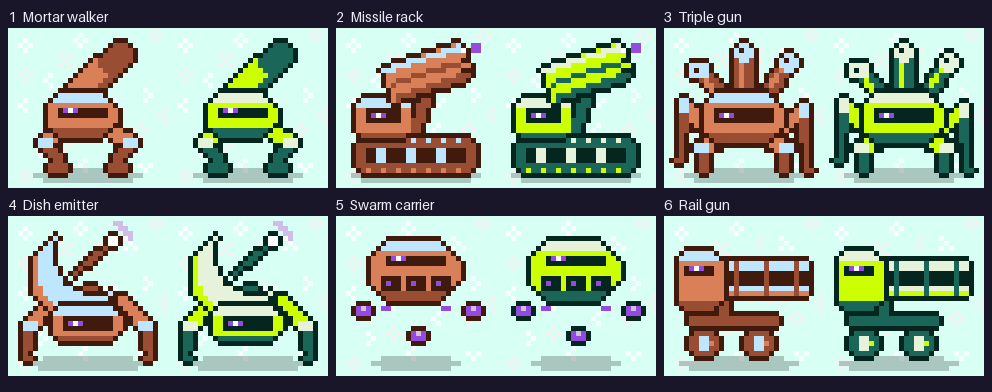 1 Mortar walker
2 Missile rack
3 Triple gun
4 Dish emitter
5 Swarm carrier
6 Rail gun